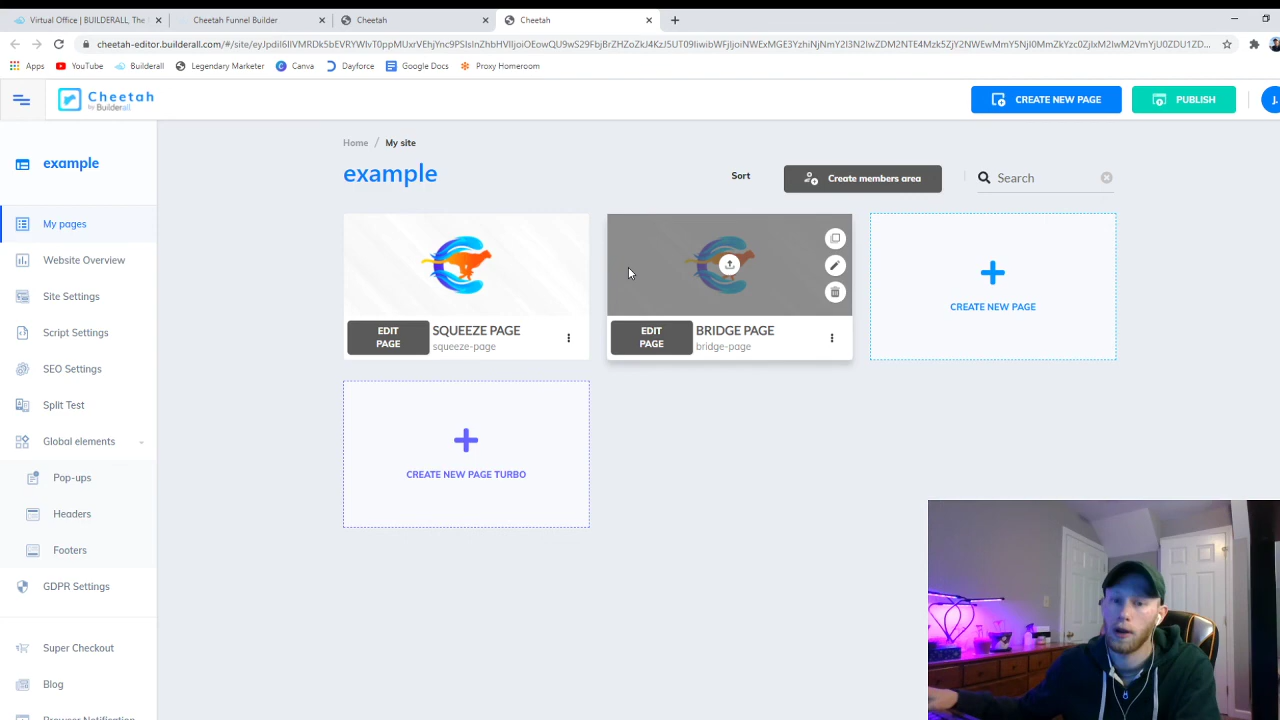 Virtual Office | BUILDERALL, The
Cheetah Funnel Builder
Cheetah
Cheetah
Apps
YouTube
Builderall
Legendary Marketer
Canva
Dayforce
Google Docs
Proxy Homeroom
Cheetah
by Builderall
CREATE NEW PAGE
PUBLISH
J.
example
Home / My site
example
Sort
Create members area
Search
My pages
Website Overview
Site Settings
Script Settings
SEO Settings
Split Test
Global elements
Pop-ups
Headers
Footers
GDPR Settings
Super Checkout
Blog
Browser Notification
EDIT
PAGE
SQUEEZE PAGE
squeeze-page
EDIT
PAGE
BRIDGE PAGE
bridge-page
CREATE NEW PAGE
CREATE NEW PAGE TURBO